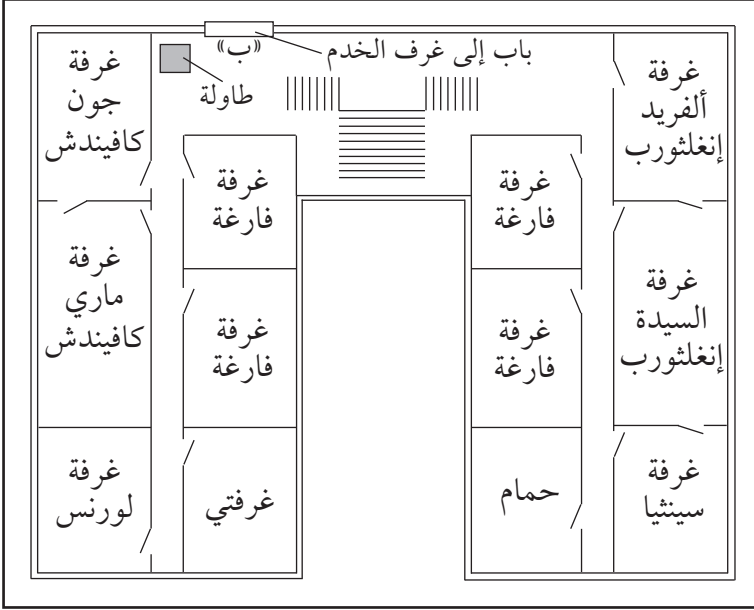 باب إلى غرف الخدم
«ب»
طاولة
غرفة
ألفريد
إنغلثورب
غرفة
جون
كافيندش
غرفة
فارغة
غرفة
فارغة
غرفة
السيدة
إنغلثورب
غرفة
ماري
كافيندش
غرفة
فارغة
غرفة
فارغة
غرفة
سينثيا
حمام
غرفتي
غرفة
لورنس